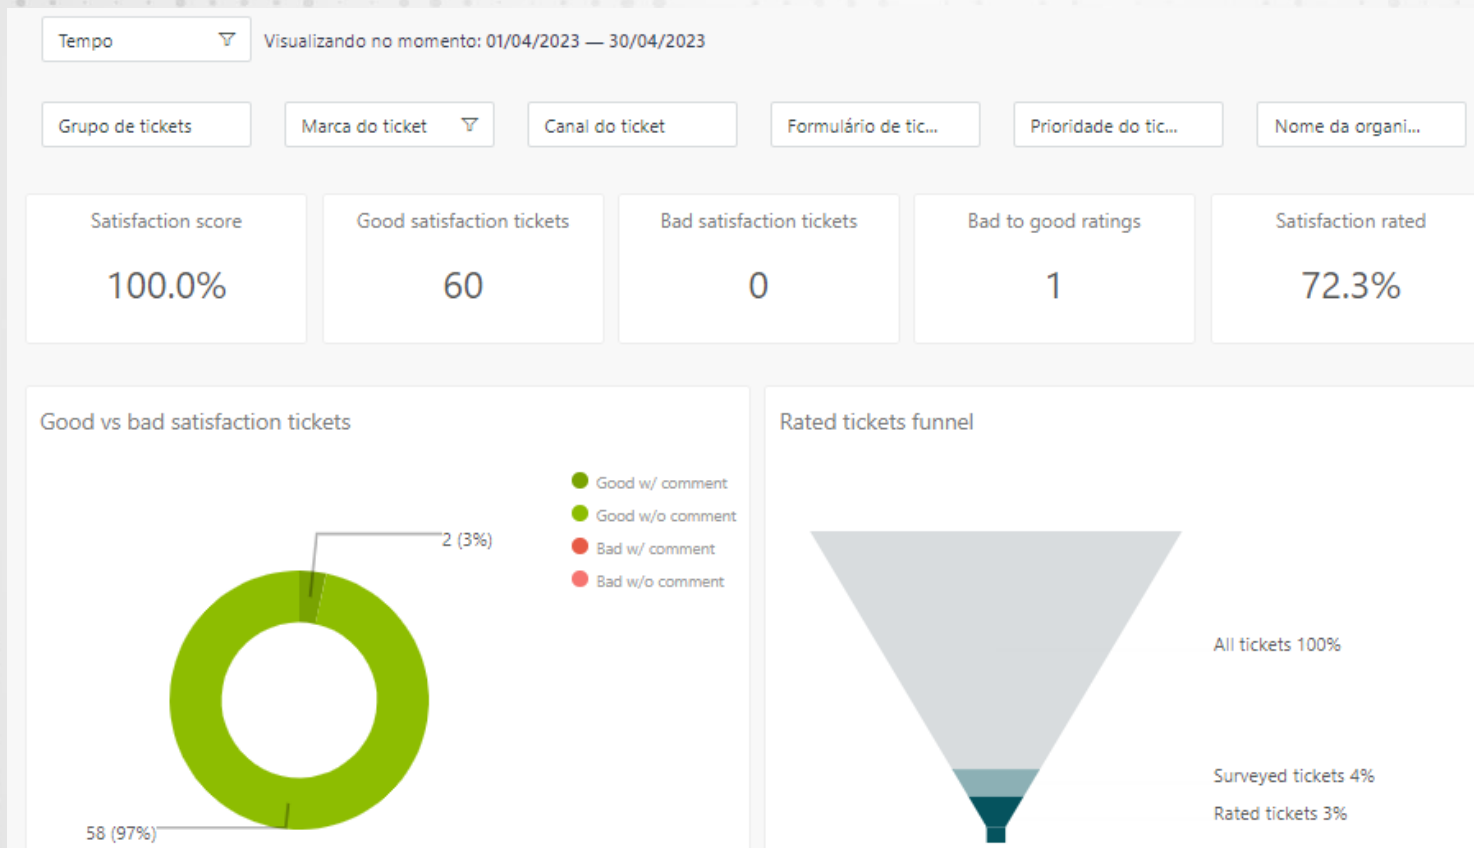 Tempo
Visualizando no momento: 01/04/2023 — 30/04/2023
Grupo de tickets
Marca do ticket
Canal do ticket
Formulário de tic...
Prioridade do tic...
Nome da organi...
Satisfaction score
Good satisfaction tickets
Bad satisfaction tickets
Bad to good ratings
Satisfaction rated
100.0%
60
0
1
72.3%
Good vs bad satisfaction tickets
Good w/ comment
Good w/o comment
Bad w/ comment
Bad w/o comment
2 (3%)
58 (97%)
Rated tickets funnel
All tickets 100%
Surveyed tickets 4%
Rated tickets 3%